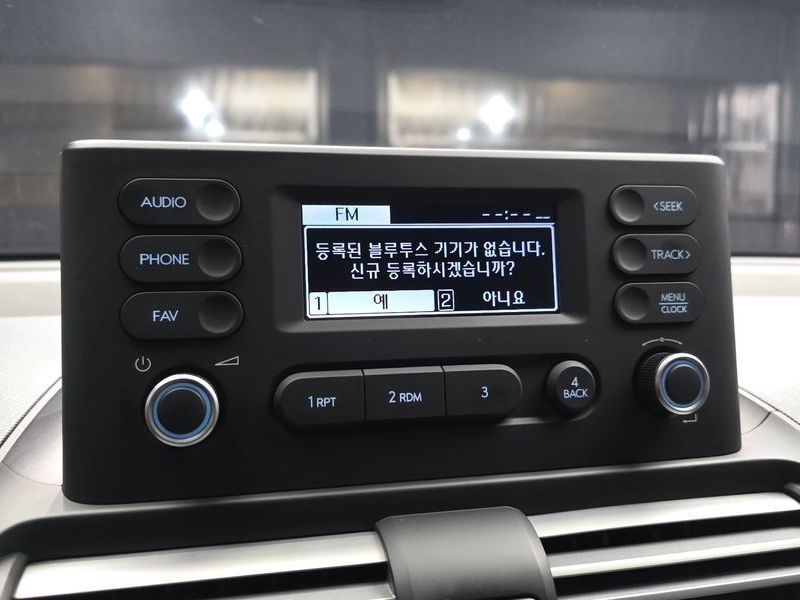 AUDIO
PHONE
FAV
FM --:-- --
등록된 블루투스 기기가 없습니다.
신규 등록하시겠습니까?
1 예 2 아니요
<SEEK
TRACK>
MENU
CLOCK
1 RPT 2 RDM 3
4
BACK